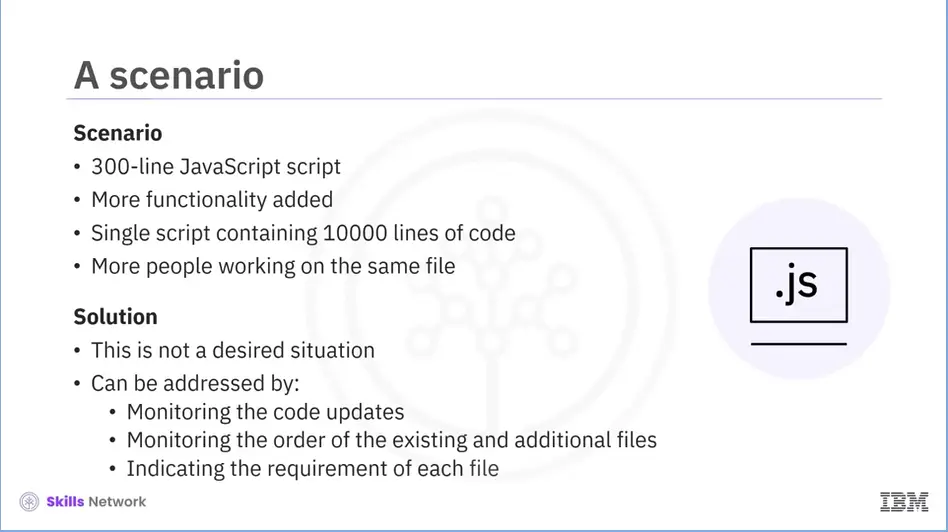 A scenario
Scenario
• 300-line JavaScript script
• More functionality added
• Single script containing 10000 lines of code
• More people working on the same file
.js
Solution
• This is not a desired situation
• Can be addressed by:
• Monitoring the code updates
• Monitoring the order of the existing and additional files
• Indicating the requirement of each file
Skills Network
IBM